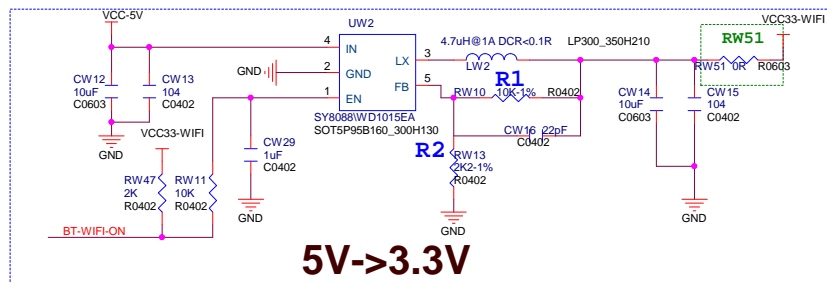 VCC-5V
UW2
VCC33-WIFI
RW51
4 IN
LX 3
4.7uH@1A DCR<0.1R
LP300_350H210
CW12
10uF
C0603
CW13
104
C0402
GND
2 GND
FB 5
LW2
R1
RW51 0R
R0603
1 EN
RW10 10K-1%
R0402
CW14
10uF
C0603
CW15
104
C0402
SY8088\WD1015EA
SOT5P95B160_300H130
CW16 22pF
C0402
GND
VCC33-WIFI
CW29
1uF
C0402
R2
RW13
2K2-1%
R0402
RW47
2K
R0402
RW11
10K
R0402
GND
GND
GND
BT-WIFI-ON
5V->3.3V